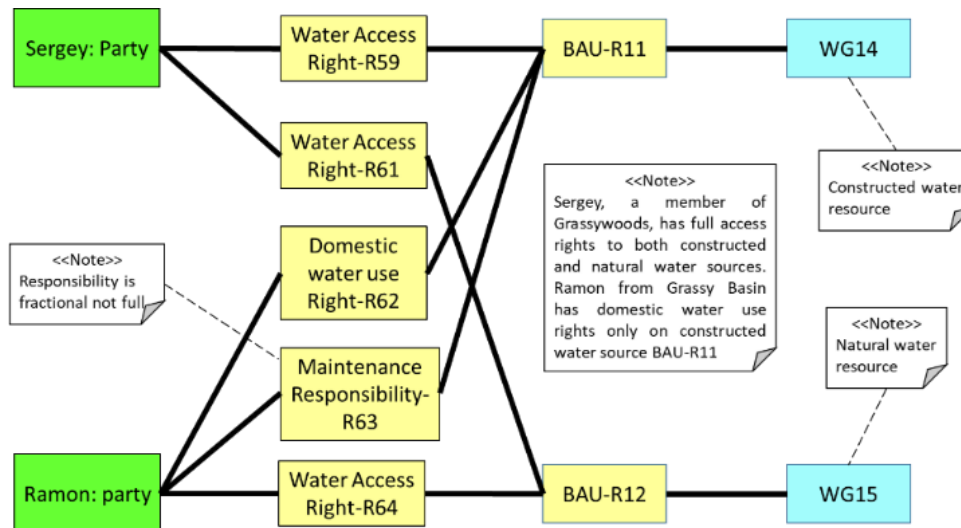 Sergey: Party
Water Access
Right-R59
BAU-R11
WG14
Water Access
Right-R61
<<Note>>
Constructed water
resource
<<Note>>
Sergey, a member of
Grassywoods, has full access
rights to both constructed
and natural water sources.
Ramon from Grassy Basin
has domestic water use
rights only on constructed
water source BAU-R11
Domestic
water use
Right-R62
<<Note>>
Responsibility is
fractional not full
<<Note>>
Natural water
resource
Maintenance
Responsibility-
R63
Ramon: party
Water Access
Right-R64
BAU-R12
WG15